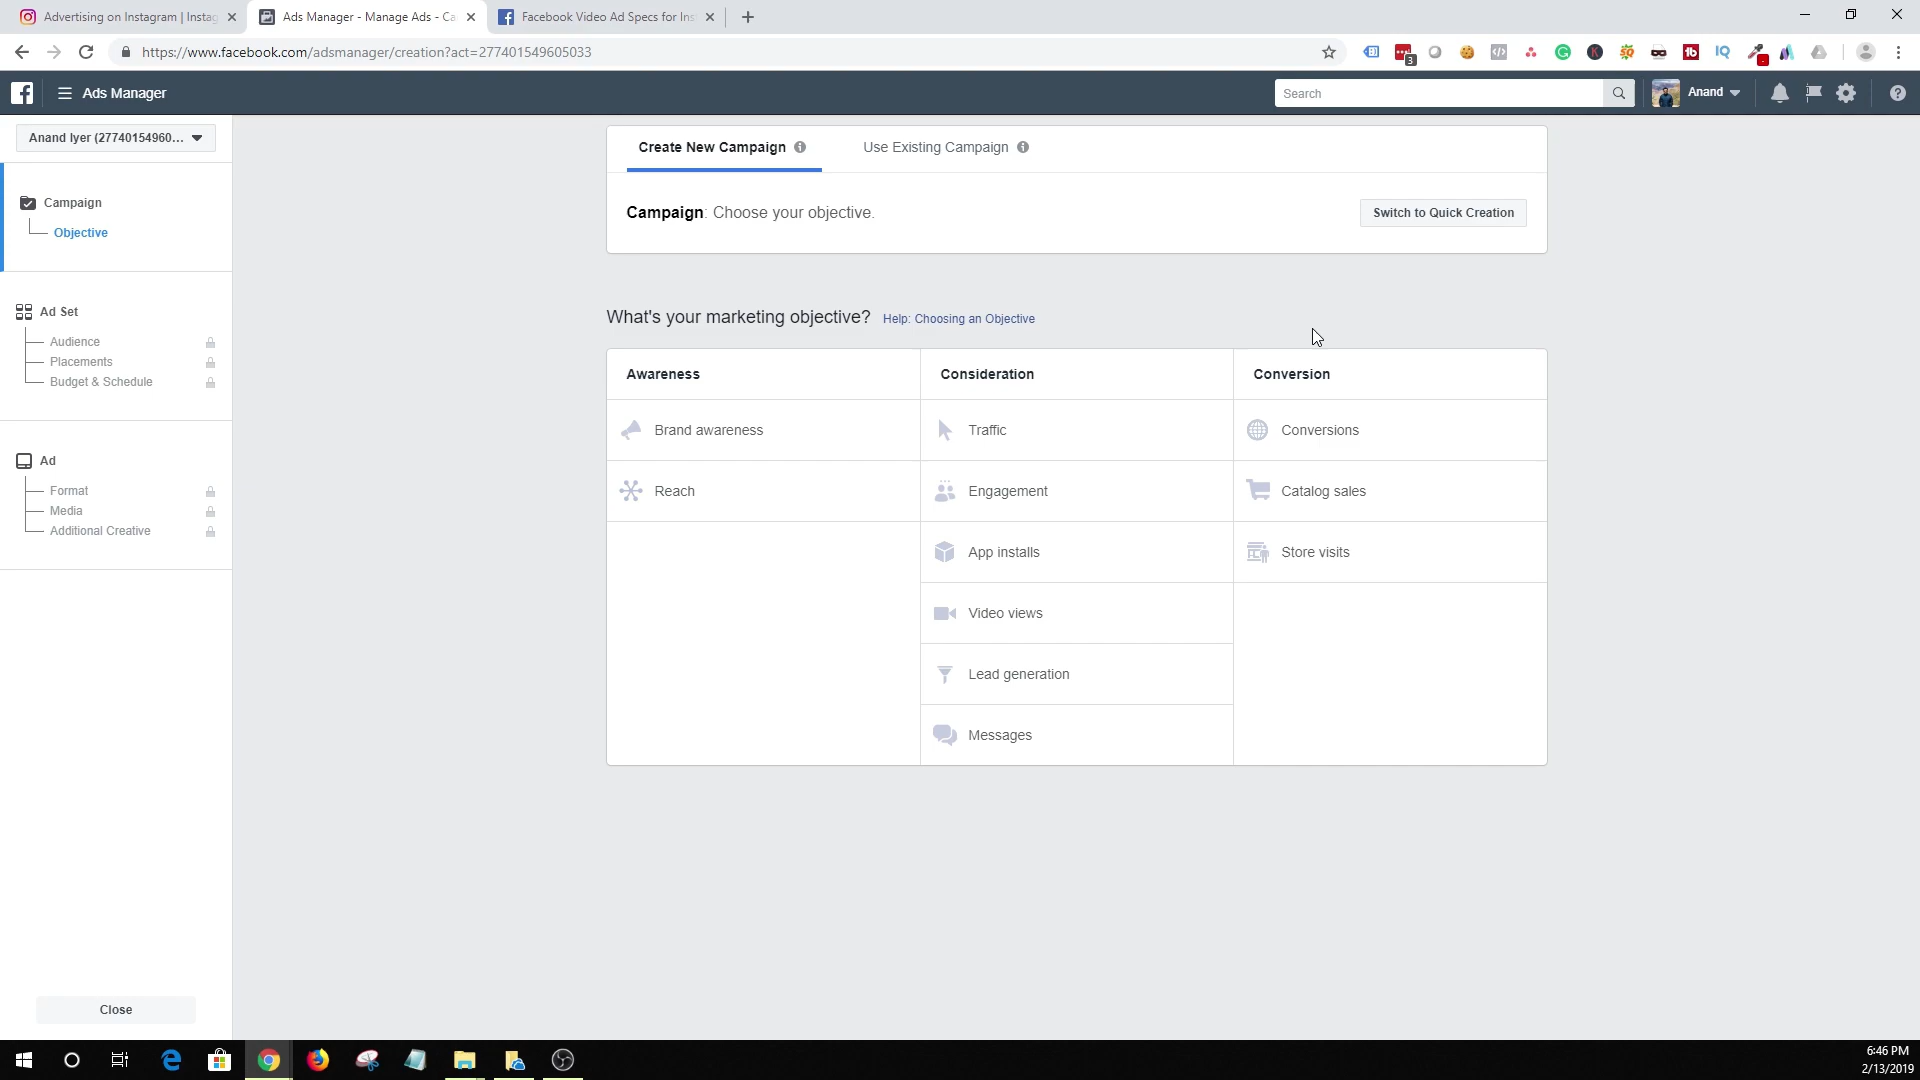 Advertising on Instagram | Instag
Ads Manager - Manage Ads - Ca
Facebook Video Ad Specs for Ins
https://www.facebook.com/adsmanager/creation?act=277401549605033
Ads Manager
Search
Anand
Anand Iyer (27740154960...
Create New Campaign
Use Existing Campaign
Campaign
Campaign: Choose your objective.
Switch to Quick Creation
Objective
Ad Set
What's your marketing objective? Help: Choosing an Objective
Audience
Placements
Budget & Schedule
Awareness
Consideration
Conversion
Brand awareness
Traffic
Conversions
Ad
Format
Media
Additional Creative
Reach
Engagement
Catalog sales
App installs
Store visits
Video views
Lead generation
Messages
Close
6:46 PM
2/13/2019